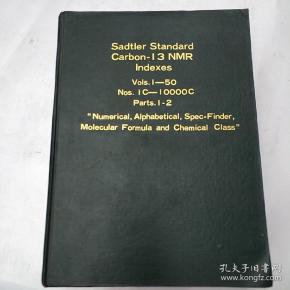 Sadtler Standard
Carbon-13 NMR
Indexes
Vols. 1—50
Nos. 1C—10000C
Parts. 1-2
"Numerical, Alphabetical, Spec-Finder,
Molecular Formula and Chemical Class"
孔夫子旧书网